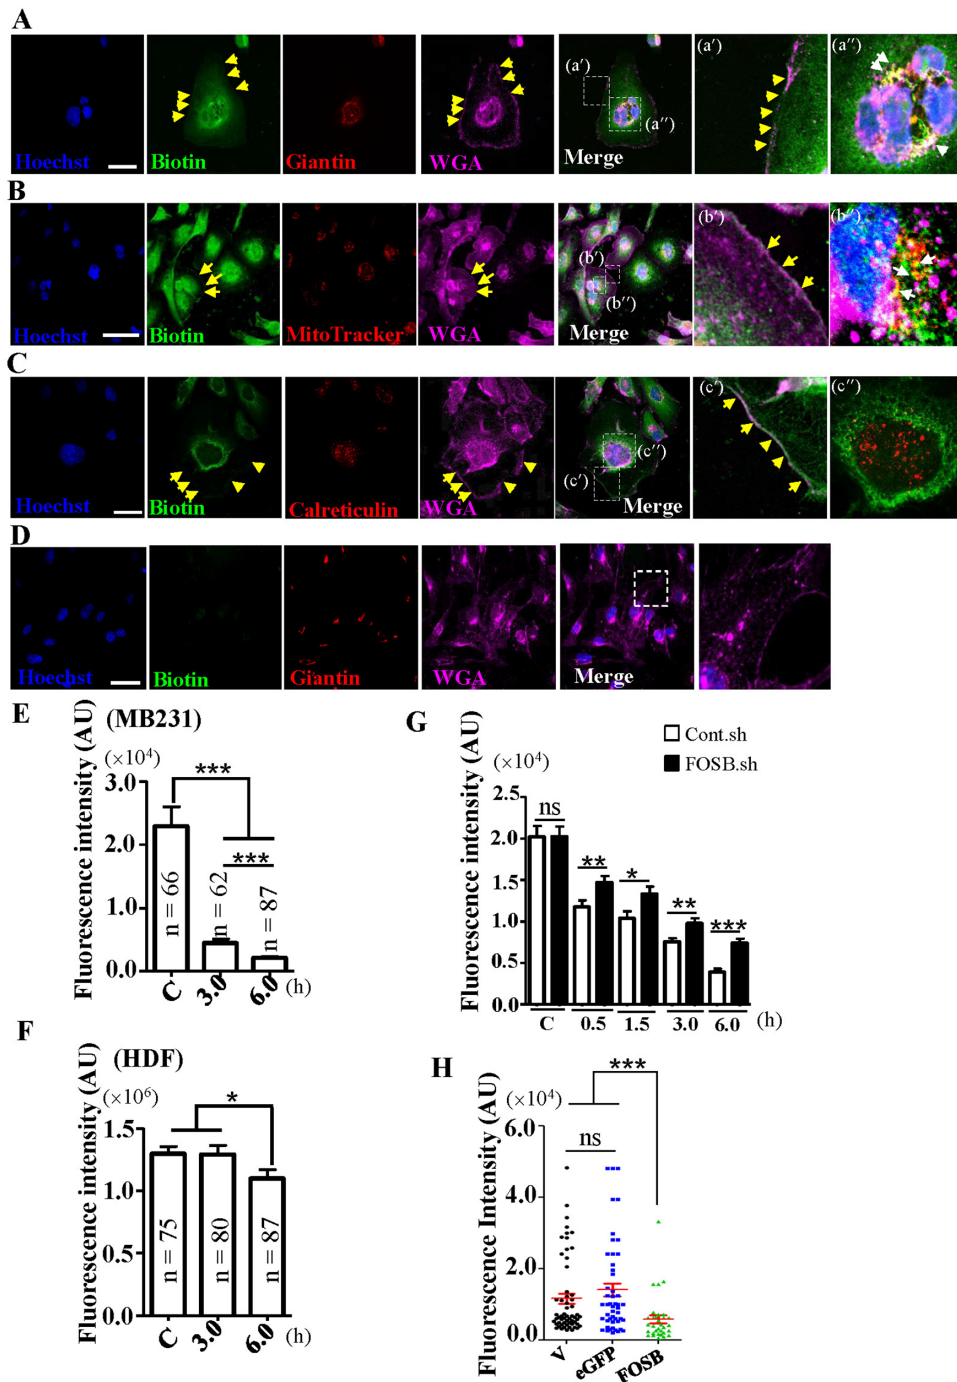 A
Hoechst
Biotin
Giantin
WGA
(a′)
(a″)
Merge
(a′)
(a″)
B
Hoechst
Biotin
MitoTracker
WGA
(b′)
(b″)
Merge
(b′)
(b″)
C
Hoechst
Biotin
Calreticulin
WGA
(c″)
(c′)
Merge
(c′)
(c″)
D
Hoechst
Biotin
Giantin
WGA
Merge
E (MB231)
Fluorescence intensity (AU)
(×10⁴)
3.0
2.0
1.0
0.0
***
***
n = 66
n = 62
n = 87
C 3.0 6.0 (h)
F (HDF)
Fluorescence intensity (AU)
(×10⁶)
1.5
1.0
0.5
0.0
*
n = 75
n = 80
n = 87
C 3.0 6.0 (h)
G
Fluorescence intensity (AU)
(×10⁴)
Cont.sh
FOSB.sh
2.5
2.0
1.5
1.0
0.5
0.0
ns
**
*
**
***
C 0.5 1.5 3.0 6.0 (h)
H
Fluorescence Intensity (AU)
(×10⁴)
6.0
4.0
2.0
0.0
***
ns
V eGFP FOSB